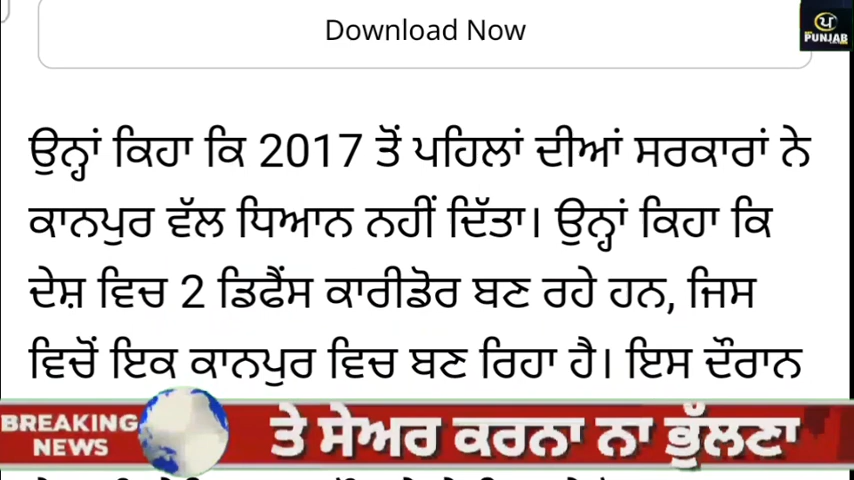 Download Now
ਪ
PUNJAB
ਉਨ੍ਹਾਂ ਕਿਹਾ ਕਿ 2017 ਤੋਂ ਪਹਿਲਾਂ ਦੀਆਂ ਸਰਕਾਰਾਂ ਨੇ
ਕਾਨਪੁਰ ਵੱਲ ਧਿਆਨ ਨਹੀਂ ਦਿੱਤਾ। ਉਨ੍ਹਾਂ ਕਿਹਾ ਕਿ
ਦੇਸ਼ ਵਿਚ 2 ਡਿਫੈਂਸ ਕਾਰੀਡੋਰ ਬਣ ਰਹੇ ਹਨ, ਜਿਸ
ਵਿਚੋਂ ਇਕ ਕਾਨਪੁਰ ਵਿਚ ਬਣ ਰਿਹਾ ਹੈ। ਇਸ ਦੌਰਾਨ
BREAKING
NEWS
ਤੇ ਸੇਅਰ ਕਰਨਾ ਨਾ ਭੁੱਲਣਾ